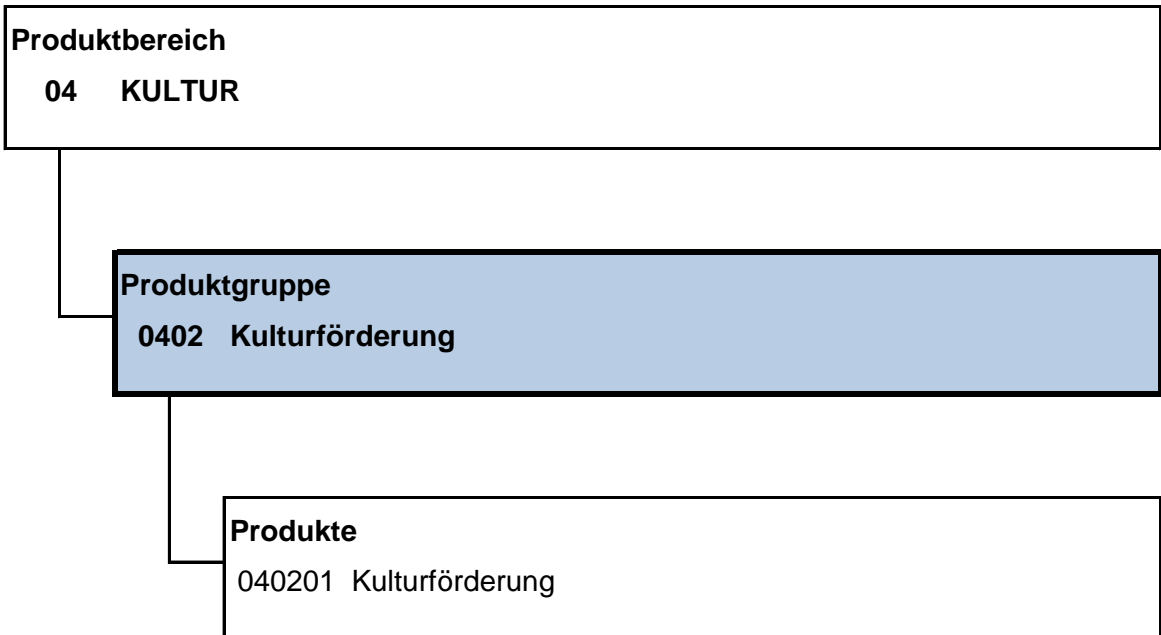 Produktbereich
04 KULTUR
Produktgruppe
0402 Kulturförderung
Produkte
040201 Kulturförderung